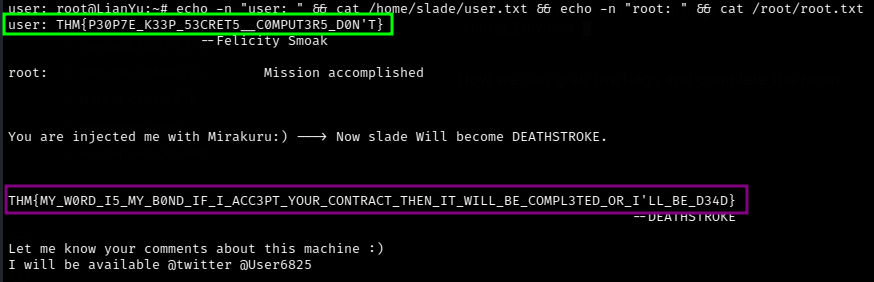 user: root@LianYu:~# echo -n "user: " && cat /home/slade/user.txt && echo -n "root: " && cat /root/root.txt
user: THM{P30P7E_K33P_53CRET5__C0MPUT3R5_D0N'T}
--Felicity Smoak
root: Mission accomplished
You are injected me with Mirakuru:) ---> Now slade Will become DEATHSTROKE.
THM{MY_W0RD_I5_MY_B0ND_IF_I_ACC3PT_YOUR_CONTRACT_THEN_IT_WILL_BE_COMPL3TED_OR_I'LL_BE_D34D}
--DEATHSTROKE
Let me know your comments about this machine :)
I will be available @twitter @User6825